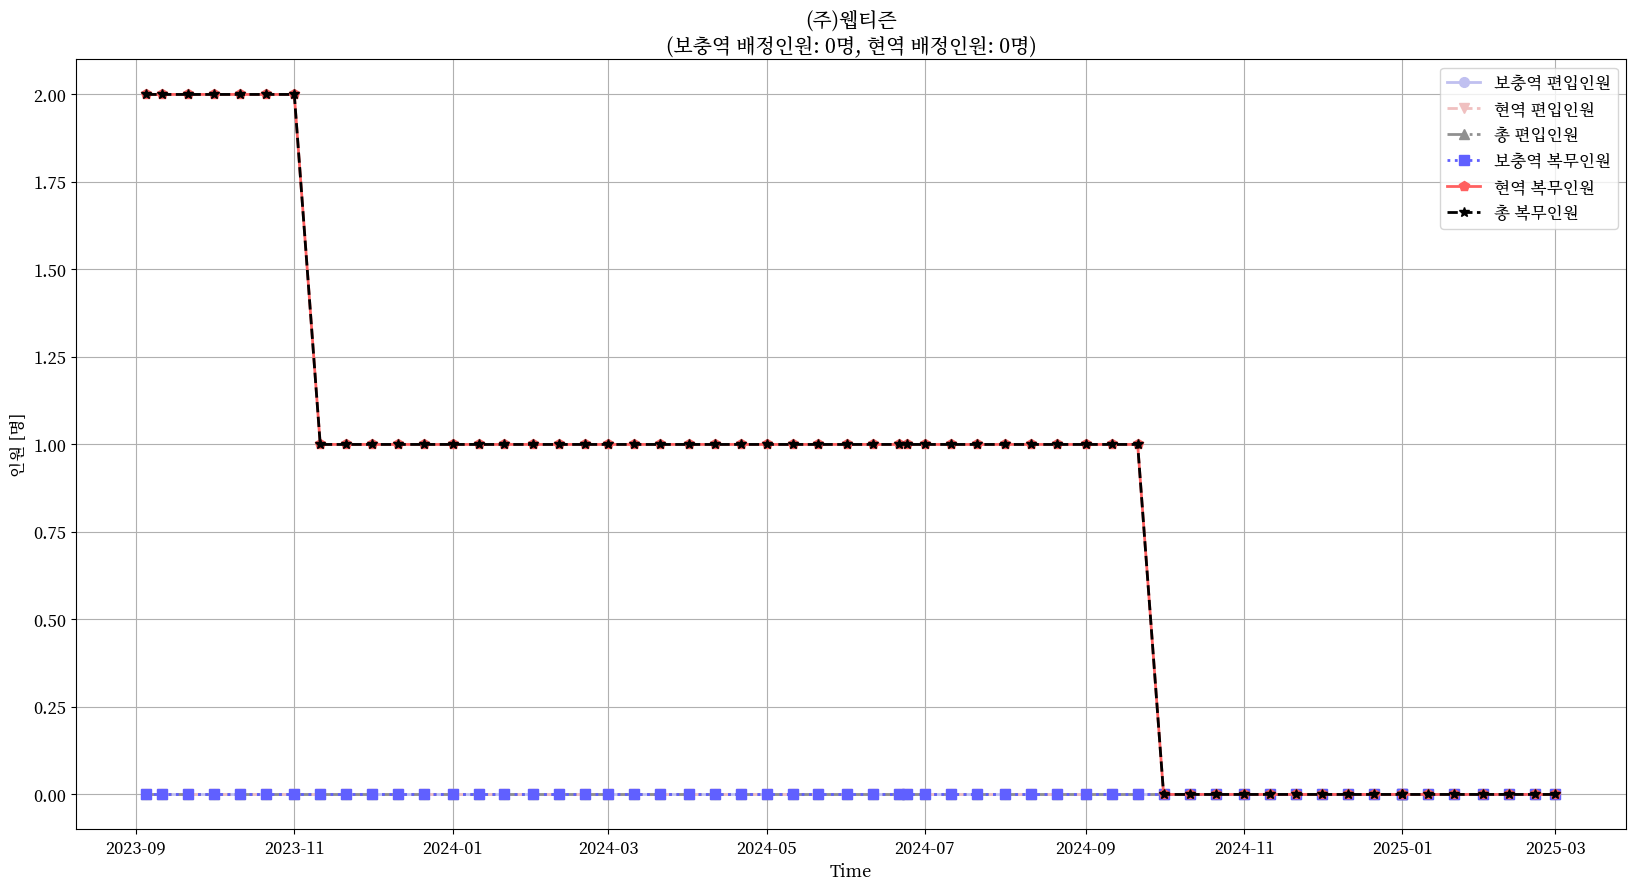 (주)웹티즌
(보충역 배정인원: 0명, 현역 배정인원: 0명)
보충역 편입인원
현역 편입인원
총 편입인원
보충역 복무인원
현역 복무인원
총 복무인원
인원 [명]
2.00
1.75
1.50
1.25
1.00
0.75
0.50
0.25
0.00
2023-09 2023-11 2024-01 2024-03 2024-05 2024-07 2024-09 2024-11 2025-01 2025-03
Time